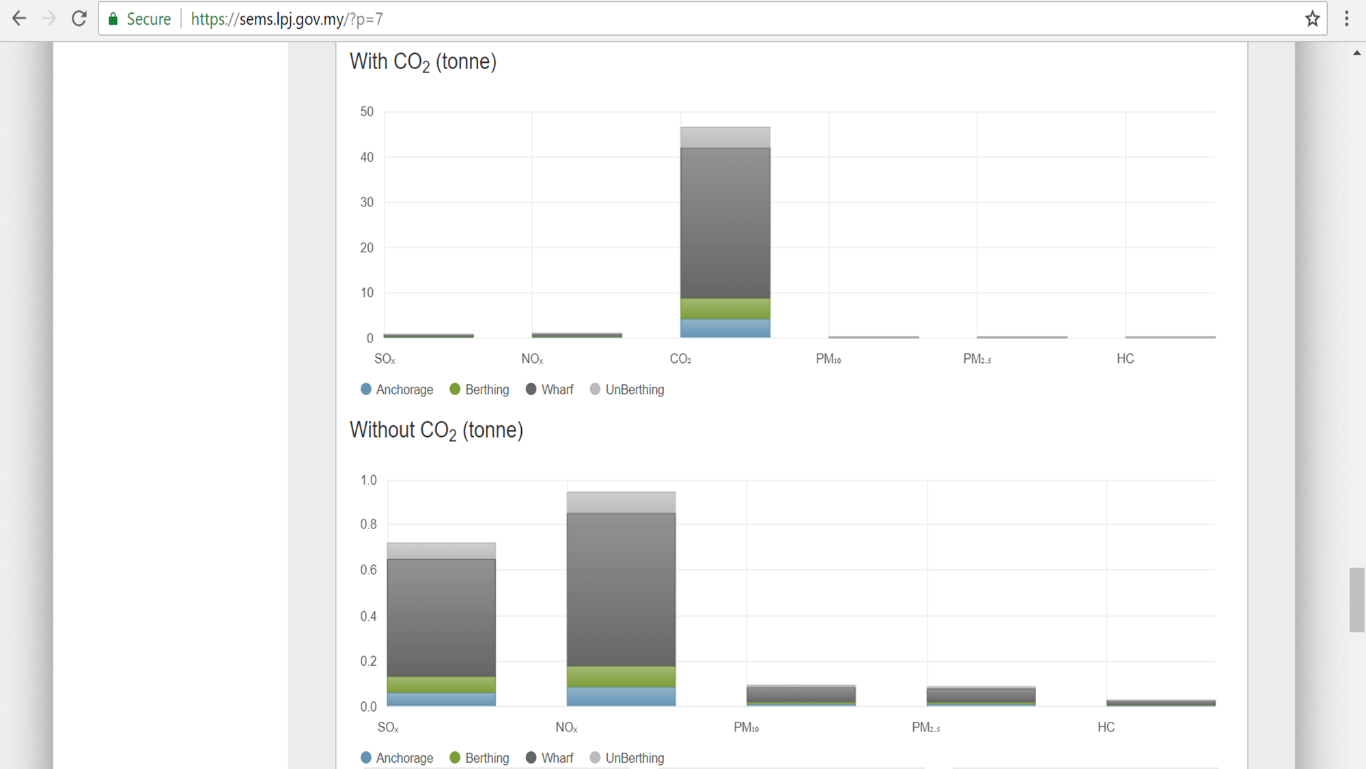 Secure https://sems.lpj.gov.my/?p=7
With CO₂ (tonne)
50
40
30
20
10
0
SOₓ NOₓ CO₂ PM₁₀ PM₂.₅ HC
Anchorage Berthing Wharf UnBerthing
Without CO₂ (tonne)
1.0
0.8
0.6
0.4
0.2
0.0
SOₓ NOₓ PM₁₀ PM₂.₅ HC
Anchorage Berthing Wharf UnBerthing